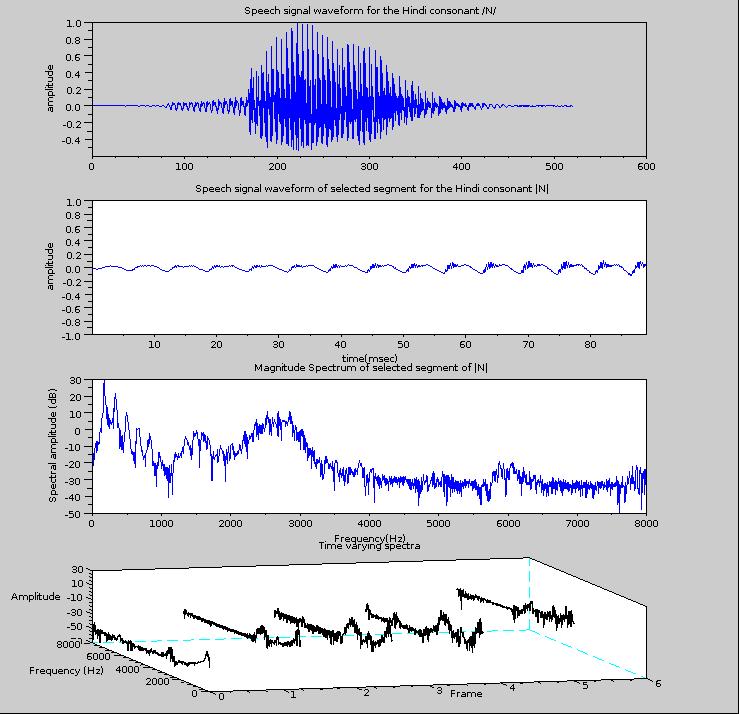 Speech signal waveform for the Hindi consonant /N/
1.0
0.8
0.6
0.4
0.2
0.0
-0.2
-0.4
amplitude
0 100 200 300 400 500 600
Speech signal waveform of selected segment for the Hindi consonant |N|
1.0
0.8
0.6
0.4
0.2
0.0
-0.2
-0.4
-0.6
-0.8
-1.0
amplitude
10 20 30 40 50 60 70 80
time(msec)
Magnitude Spectrum of selected segment of |N|
30
20
10
0
-10
-20
-30
-40
-50
Spectral amplitude (dB)
0 1000 2000 3000 4000 5000 6000 7000 8000
Frequency(Hz)
Time varying spectra
30
10
-10
-30
-50
Amplitude
8000
6000
4000
2000
0
Frequency (Hz)
0 1 2 3 4 5 6
Frame